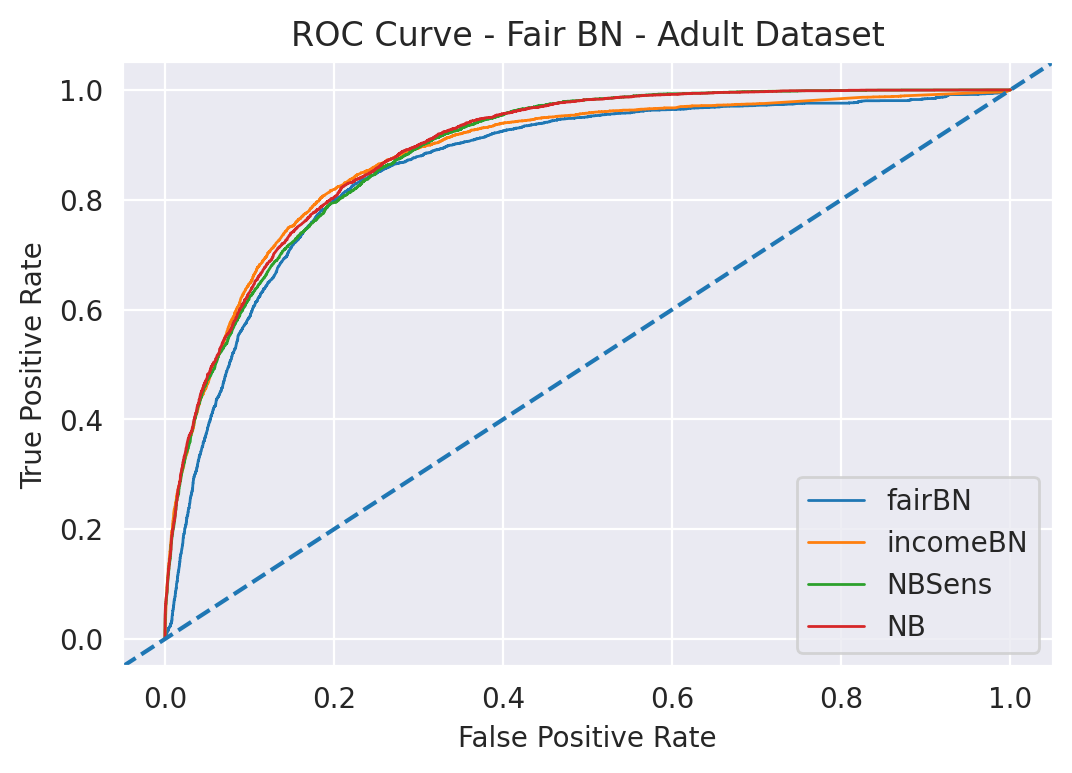 ROC Curve - Fair BN - Adult Dataset
True Positive Rate
1.0
0.8
0.6
0.4
0.2
0.0
fairBN
incomeBN
NBSens
NB
0.0 0.2 0.4 0.6 0.8 1.0
False Positive Rate